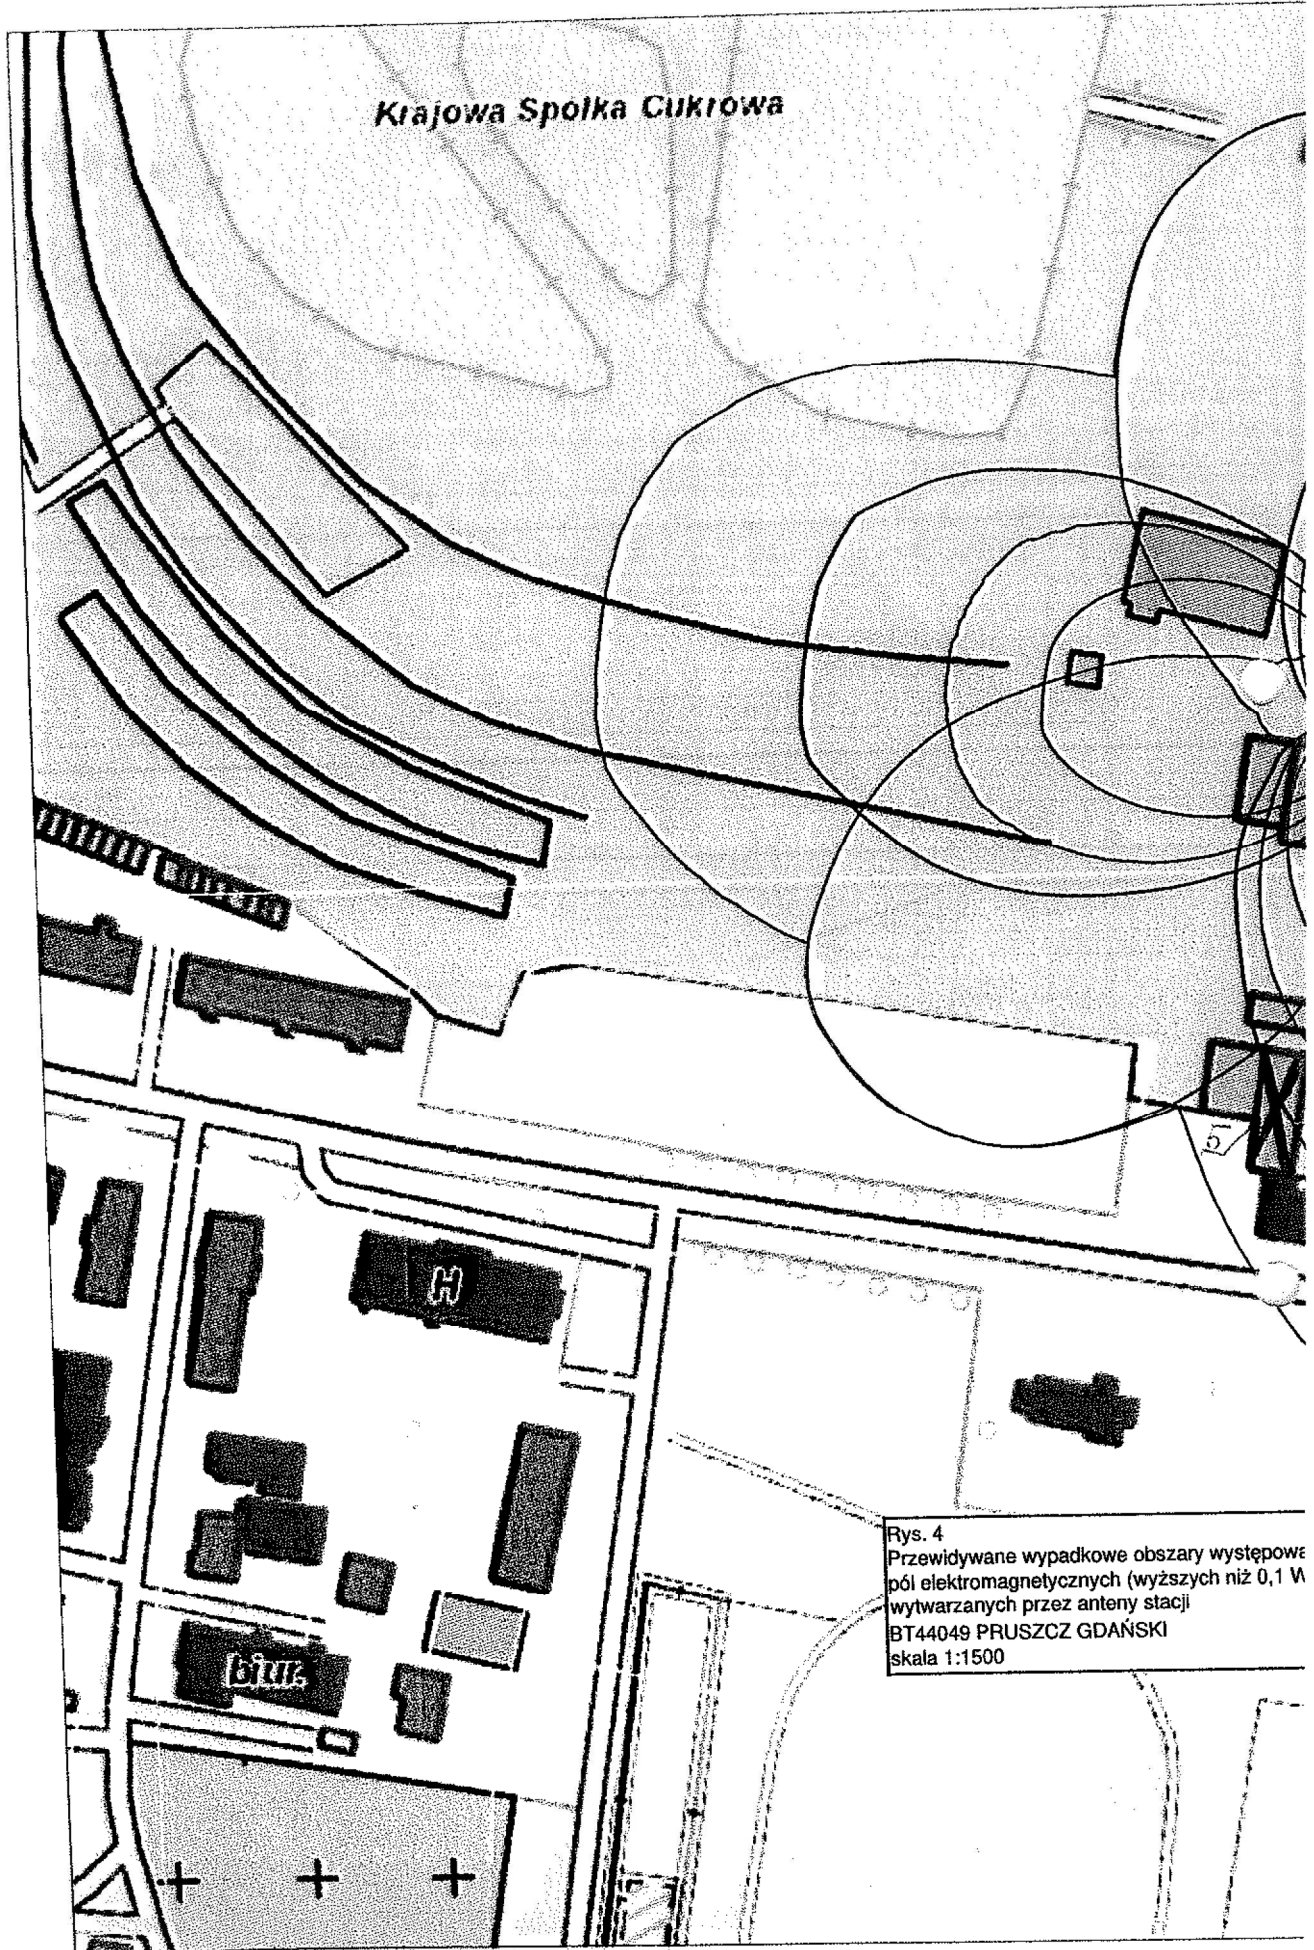 Krajowa Spółka Cukrowa
5
H
Rys. 4
Przewidywane wypadkowe obszary występowa
pól elektromagnetycznych (wyższych niż 0,1 W
wytwarzanych przez anteny stacji
BT44049 PRUSZCZ GDAŃSKI
skala 1:1500
biur.